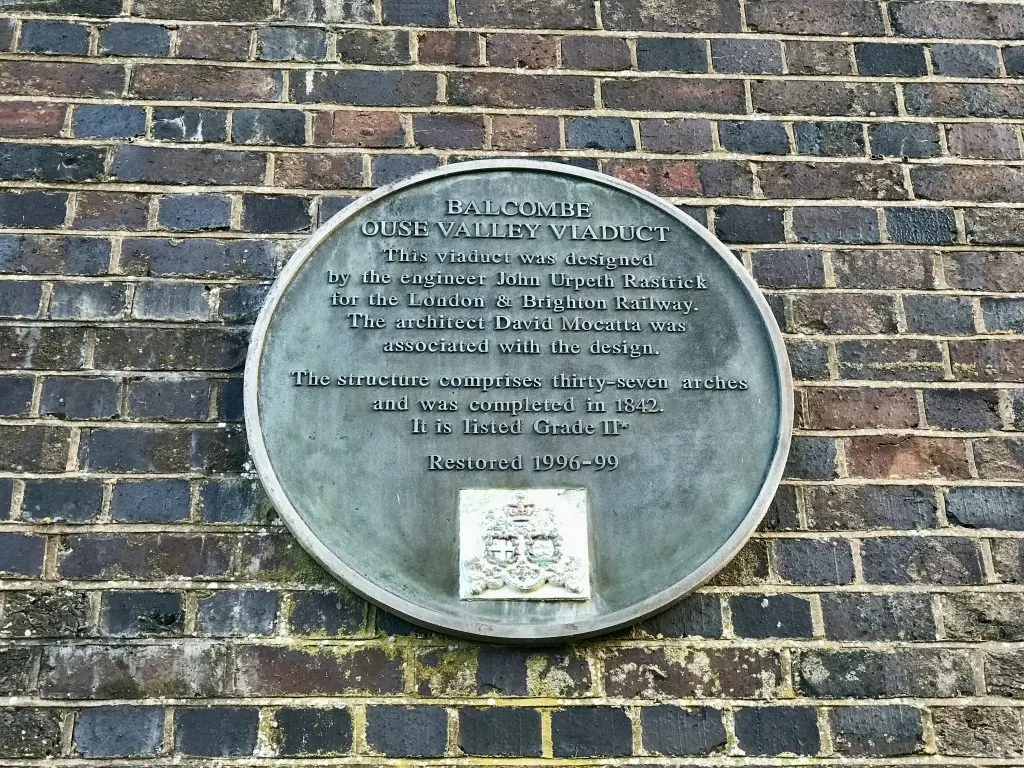 BALCOMBE
OUSE VALLEY VIADUCT
This viaduct was designed
by the engineer John Urpeth Rastrick
for the London & Brighton Railway.
The architect David Mocatta was
associated with the design.
The structure comprises thirty-seven arches
and was completed in 1842.
It is listed Grade II*
Restored 1996-99